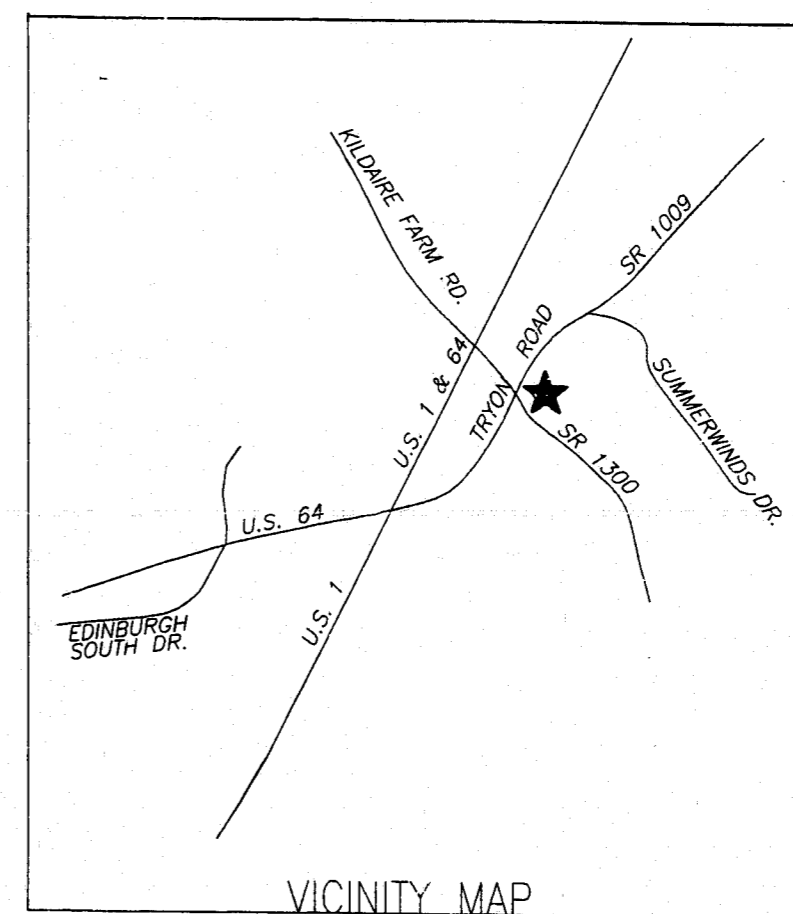 KILDAIRE FARM RD.
SR 1009
TRYON ROAD
U.S. 1 & 64
SUMMERWINDS DR.
SR 1300
U.S. 64
U.S. 1
EDINBURGH
SOUTH DR.
VICINITY MAP